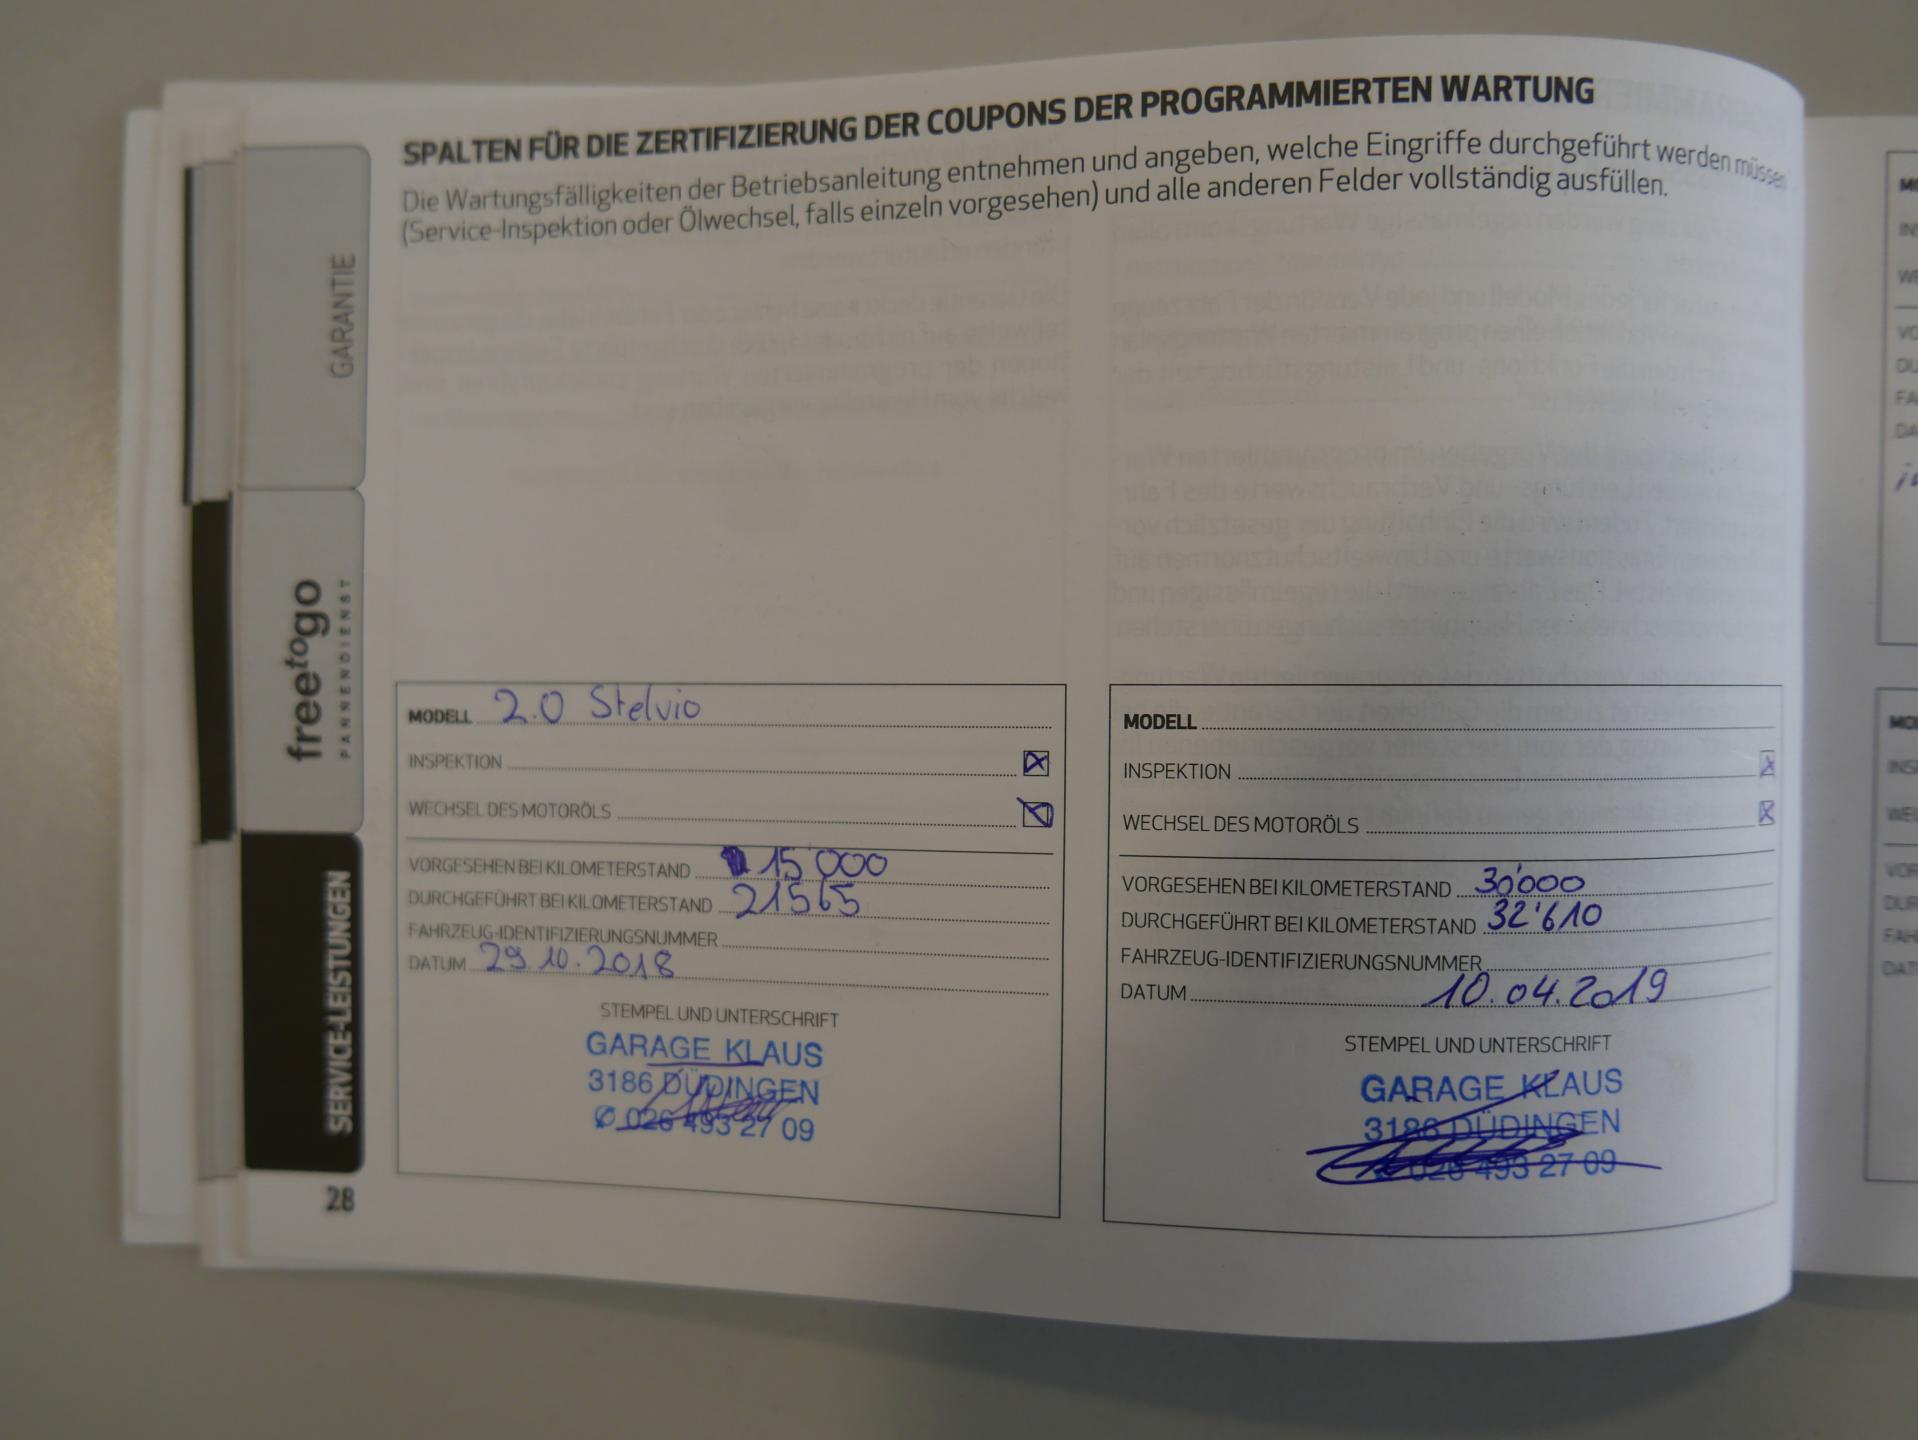 SPALTEN FÜR DIE ZERTIFIZIERUNG DER COUPONS DER PROGRAMMIERTEN WARTUNG
Die Wartungsfälligkeiten der Betriebsanleitung entnehmen und angeben, welche Eingriffe durchgeführt werden müssen
(Service-Inspektion oder Ölwechsel, falls einzeln vorgesehen) und alle anderen Felder vollständig ausfüllen.
GARANTIE
freetogo
PANNENDIENST
SERVICE-LEISTUNGEN
28
MODELL 2.0 Stelvio
INSPEKTION
WECHSEL DES MOTORÖLS
VORGESEHEN BEI KILOMETERSTAND 15'000
DURCHGEFÜHRT BEI KILOMETERSTAND 21565
FAHRZEUG-IDENTIFIZIERUNGSNUMMER
DATUM 29.10.2018
STEMPEL UND UNTERSCHRIFT
GARAGE KLAUS
3186 DÜDINGEN
✆ 026 493 27 09
MODELL
INSPEKTION
WECHSEL DES MOTORÖLS
VORGESEHEN BEI KILOMETERSTAND 30'000
DURCHGEFÜHRT BEI KILOMETERSTAND 32'610
FAHRZEUG-IDENTIFIZIERUNGSNUMMER
DATUM 10.04.2019
STEMPEL UND UNTERSCHRIFT
GARAGE KLAUS
3186 DÜDINGEN
026 493 27 09